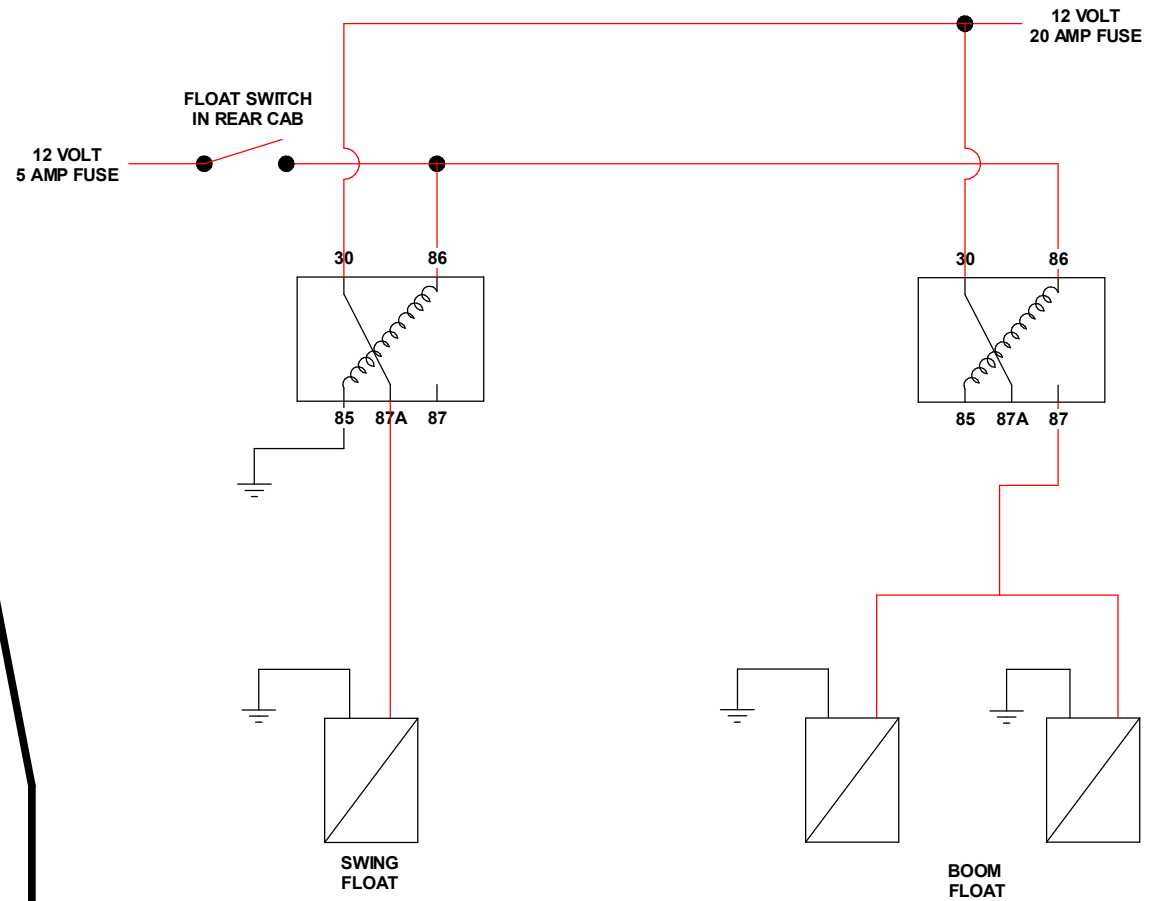 12 VOLT
20 AMP FUSE
FLOAT SWITCH
IN REAR CAB
12 VOLT
5 AMP FUSE
30 86
30 86
85 87A 87
85 87A 87
SWING
FLOAT
BOOM
FLOAT